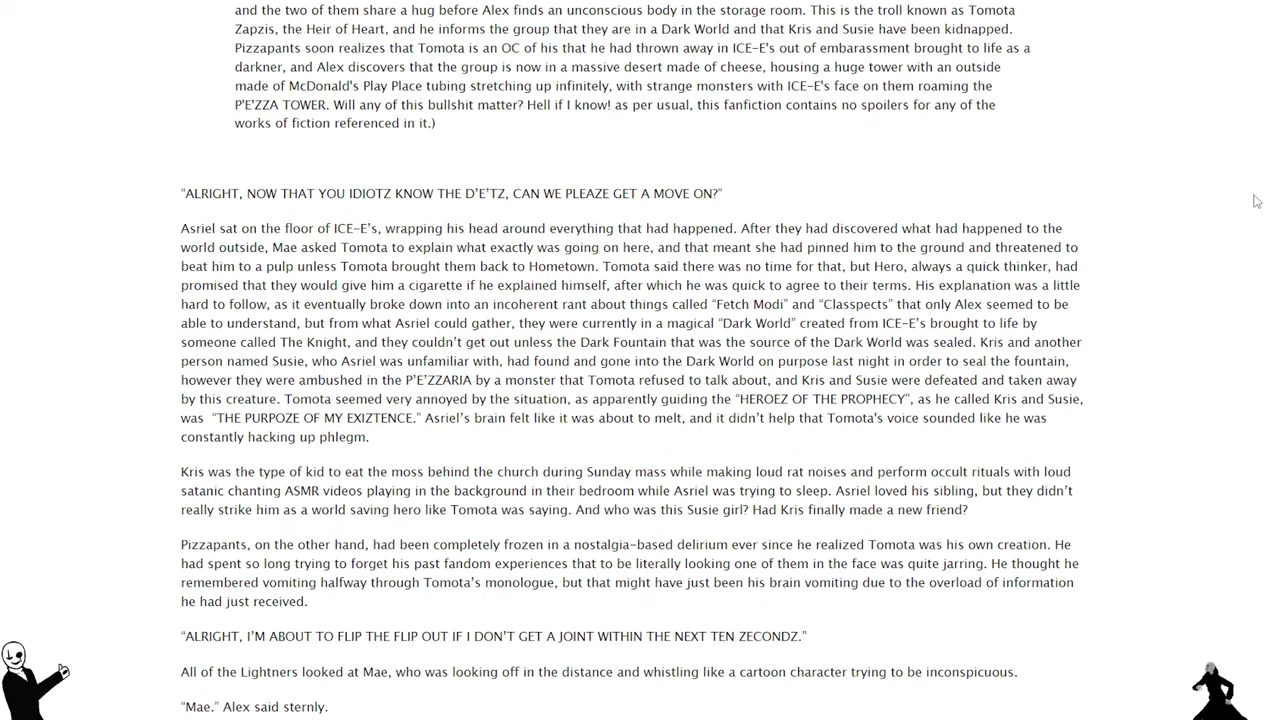 and the two of them share a hug before Alex finds an unconscious body in the storage room. This is the troll known as Tomota
Zapzis, the Heir of Heart, and he informs the group that they are in a Dark World and that Kris and Susie have been kidnapped.
Pizzapants soon realizes that Tomota is an OC of his that he had thrown away in ICE-E's out of embarassment brought to life as a
darkner, and Alex discovers that the group is now in a massive desert made of cheese, housing a huge tower with an outside
made of McDonald's Play Place tubing stretching up infinitely, with strange monsters with ICE-E's face on them roaming the
P'E'ZZA TOWER. Will any of this bullshit matter? Hell if I know! as per usual, this fanfiction contains no spoilers for any of the
works of fiction referenced in it.)
“ALRIGHT, NOW THAT YOU IDIOTZ KNOW THE D’E’TZ, CAN WE PLEAZE GET A MOVE ON?”
Asriel sat on the floor of ICE-E’s, wrapping his head around everything that had happened. After they had discovered what had happened to the
world outside, Mae asked Tomota to explain what exactly was going on here, and that meant she had pinned him to the ground and threatened to
beat him to a pulp unless Tomota brought them back to Hometown. Tomota said there was no time for that, but Hero, always a quick thinker, had
promised that they would give him a cigarette if he explained himself, after which he was quick to agree to their terms. His explanation was a little
hard to follow, as it eventually broke down into an incoherent rant about things called “Fetch Modi” and “Classpects” that only Alex seemed to be
able to understand, but from what Asriel could gather, they were currently in a magical “Dark World” created from ICE-E’s brought to life by
someone called The Knight, and they couldn’t get out unless the Dark Fountain that was the source of the Dark World was sealed. Kris and another
person named Susie, who Asriel was unfamiliar with, had found and gone into the Dark World on purpose last night in order to seal the fountain,
however they were ambushed in the P’E’ZZARIA by a monster that Tomota refused to talk about, and Kris and Susie were defeated and taken away
by this creature. Tomota seemed very annoyed by the situation, as apparently guiding the “HEROEZ OF THE PROPHECY”, as he called Kris and Susie,
was “THE PURPOZE OF MY EXIZTENCE.” Asriel’s brain felt like it was about to melt, and it didn’t help that Tomota's voice sounded like he was
constantly hacking up phlegm.
Kris was the type of kid to eat the moss behind the church during Sunday mass while making loud rat noises and perform occult rituals with loud
satanic chanting ASMR videos playing in the background in their bedroom while Asriel was trying to sleep. Asriel loved his sibling, but they didn’t
really strike him as a world saving hero like Tomota was saying. And who was this Susie girl? Had Kris finally made a new friend?
Pizzapants, on the other hand, had been completely frozen in a nostalgia-based delirium ever since he realized Tomota was his own creation. He
had spent so long trying to forget his past fandom experiences that to be literally looking one of them in the face was quite jarring. He thought he
remembered vomiting halfway through Tomota’s monologue, but that might have just been his brain vomiting due to the overload of information
he had just received.
“ALRIGHT, I’M ABOUT TO FLIP THE FLIP OUT IF I DON’T GET A JOINT WITHIN THE NEXT TEN ZECONDZ.”
All of the Lightners looked at Mae, who was looking off in the distance and whistling like a cartoon character trying to be inconspicuous.
“Mae.” Alex said sternly.